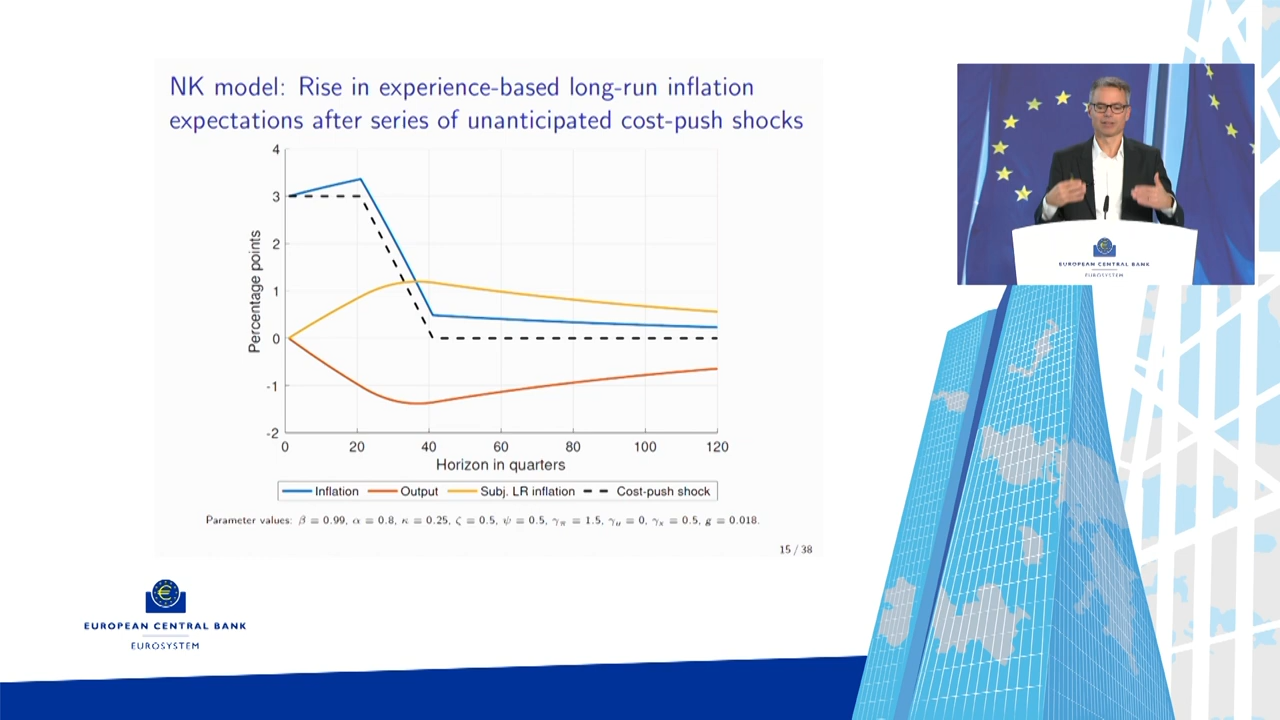 NK model: Rise in experience-based long-run inflation
expectations after series of unanticipated cost-push shocks
4
3
2
1
0
-1
-2
Percentage points
0 20 40 60 80 100 120
Horizon in quarters
Inflation Output Subj. LR inflation Cost-push shock
Parameter values: β = 0.99, α = 0.8, κ = 0.25, ζ = 0.5, ψ = 0.5, γπ = 1.5, γu = 0, γx = 0.5, g = 0.018.
15 / 38
EUROPEAN CENTRAL BANK
EUROSYSTEM
EUROPEAN CENTRAL BANK
EUROSYSTEM